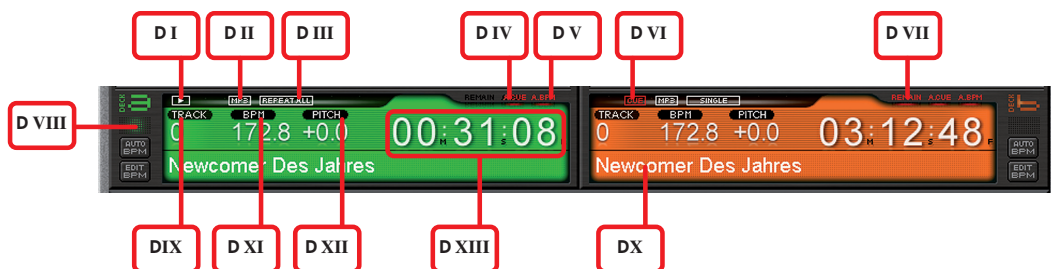 D I D II D III D IV D V D VI D VII
DECK MP3 REPEAT ALL REMAIN A.CUE A.BPM CUE MP3 SINGLE REMAIN A.CUE A.BPM DECK
D VIII
TRACK BPM PITCH TRACK BPM PITCH
0 172.8 +0.0 00:31:08 0 172.8 +0.0 03:12:48
M S F M S F
AUTO BPM AUTO BPM
Newcomer Des Jahres Newcomer Des Jahres
EDIT BPM EDIT BPM
DIX D XI D XII D XIII DX